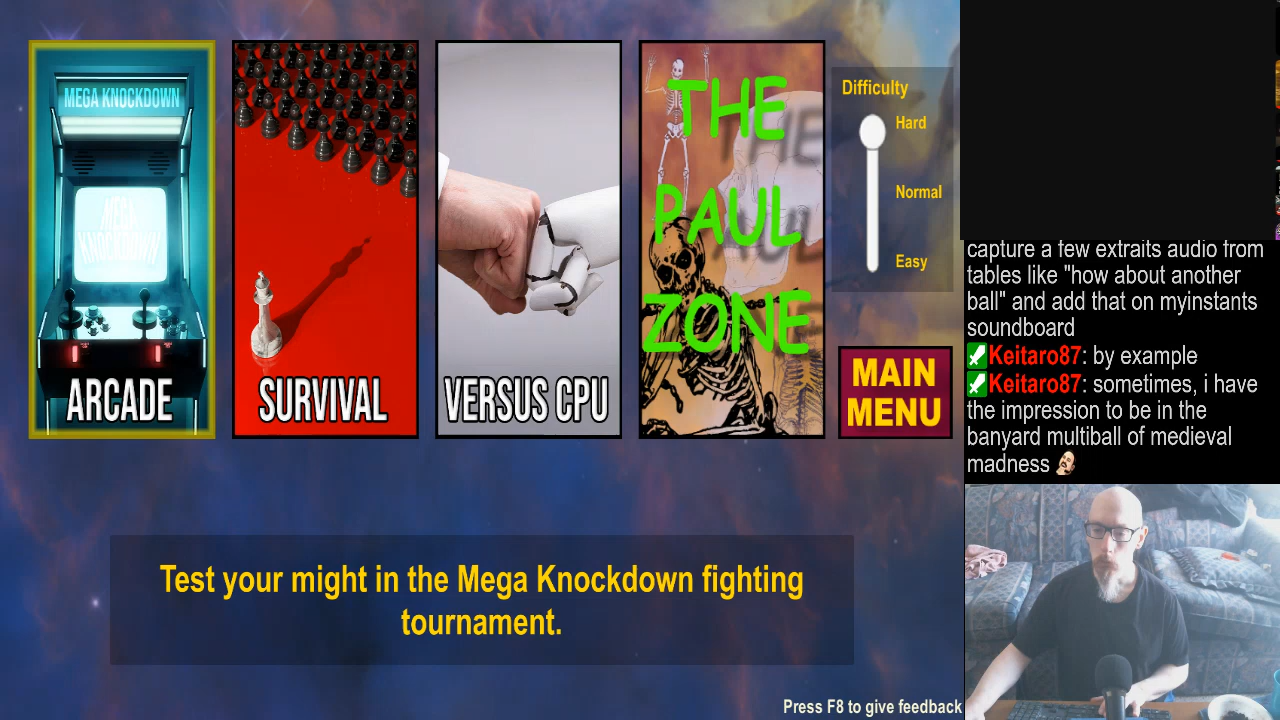 MEGA KNOCKDOWN
MEGA
KNOCKDOWN
ARCADE
SURVIVAL
VERSUS CPU
THE
PAUL
ZONE
Difficulty
Hard
Normal
Easy
MAIN
MENU
Test your might in the Mega Knockdown fighting
tournament.
Press F8 to give feedback
capture a few extraits audio from
tables like "how about another
ball" and add that on myinstants
soundboard
Keitaro87: by example
Keitaro87: sometimes, i have
the impression to be in the
banyard multiball of medieval
madness